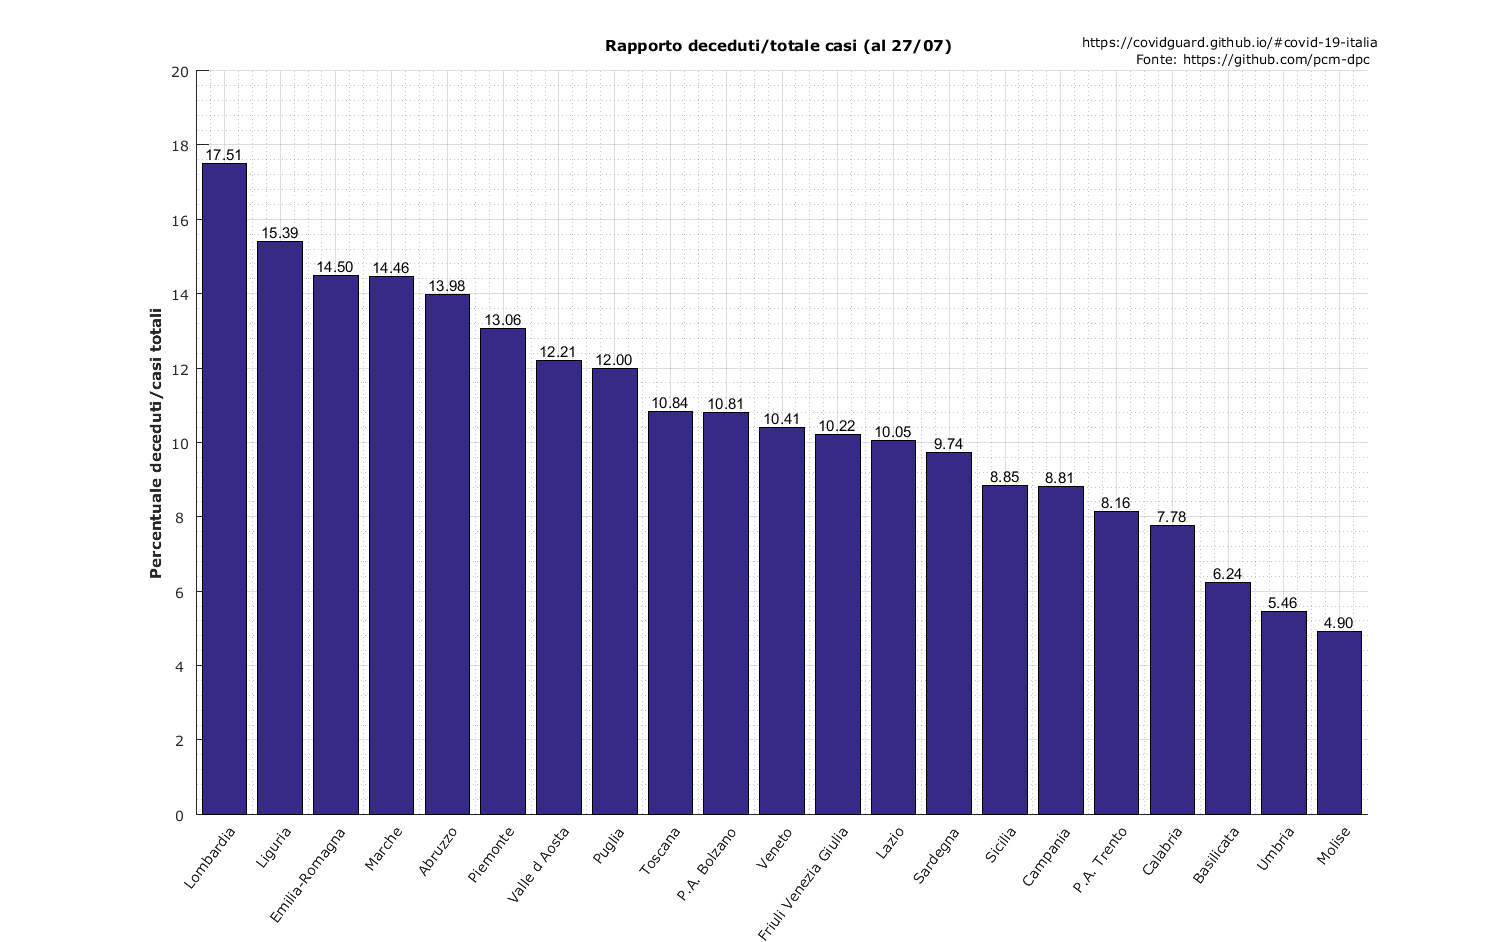 Rapporto deceduti/totale casi (al 27/07)
https://covidguard.github.io/#covid-19-italia
Fonte: https://github.com/pcm-dpc
Percentuale deceduti/casi totali
20
18
16
14
12
10
8
6
4
2
0
17.51
15.39
14.50
14.46
13.98
13.06
12.21
12.00
10.84
10.81
10.41
10.22
10.05
9.74
8.85
8.81
8.16
7.78
6.24
5.46
4.90
Lombardia
Liguria
Emilia-Romagna
Marche
Abruzzo
Piemonte
Valle d Aosta
Puglia
Toscana
P.A. Bolzano
Veneto
Friuli Venezia Giulia
Lazio
Sardegna
Sicilia
Campania
P.A. Trento
Calabria
Basilicata
Umbria
Molise